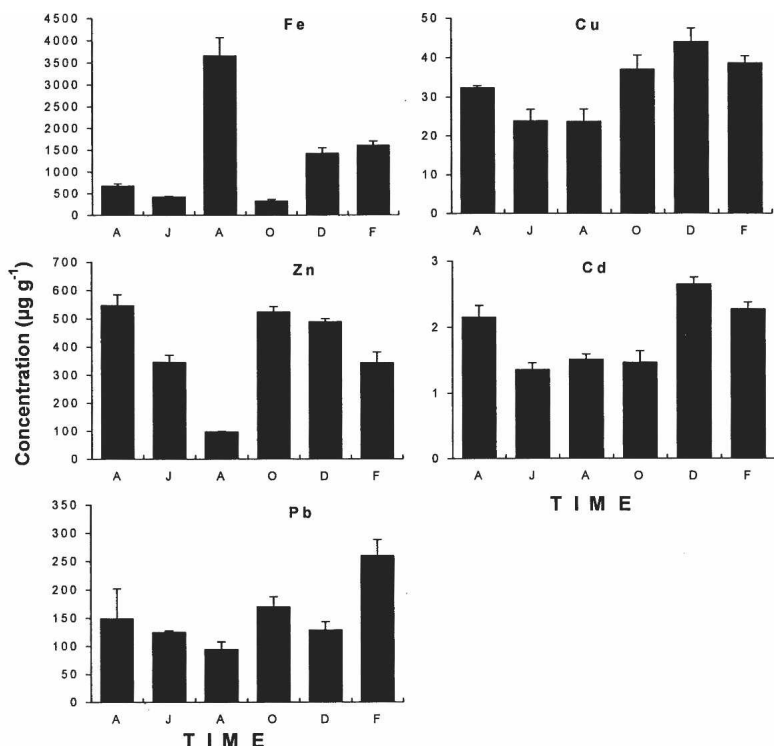 Fe
4500
4000
3500
3000
2500
2000
1500
1000
500
0
A J A O D F
Cu
50
40
30
20
10
0
A J A O D F
Concentration (µg g-1)
Zn
700
600
500
400
300
200
100
0
A J A O D F
Cd
3
2
1
0
A J A O D F
TIME
Pb
350
300
250
200
150
100
50
0
A J A O D F
TIME